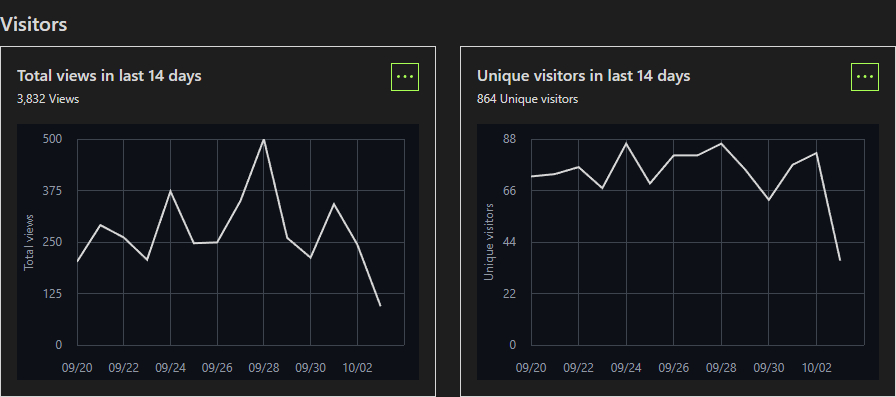 Visitors
Total views in last 14 days
3,832 Views
500
375
250
125
0
Total views
09/20 09/22 09/24 09/26 09/28 09/30 10/02
Unique visitors in last 14 days
864 Unique visitors
88
66
44
22
0
Unique visitors
09/20 09/22 09/24 09/26 09/28 09/30 10/02